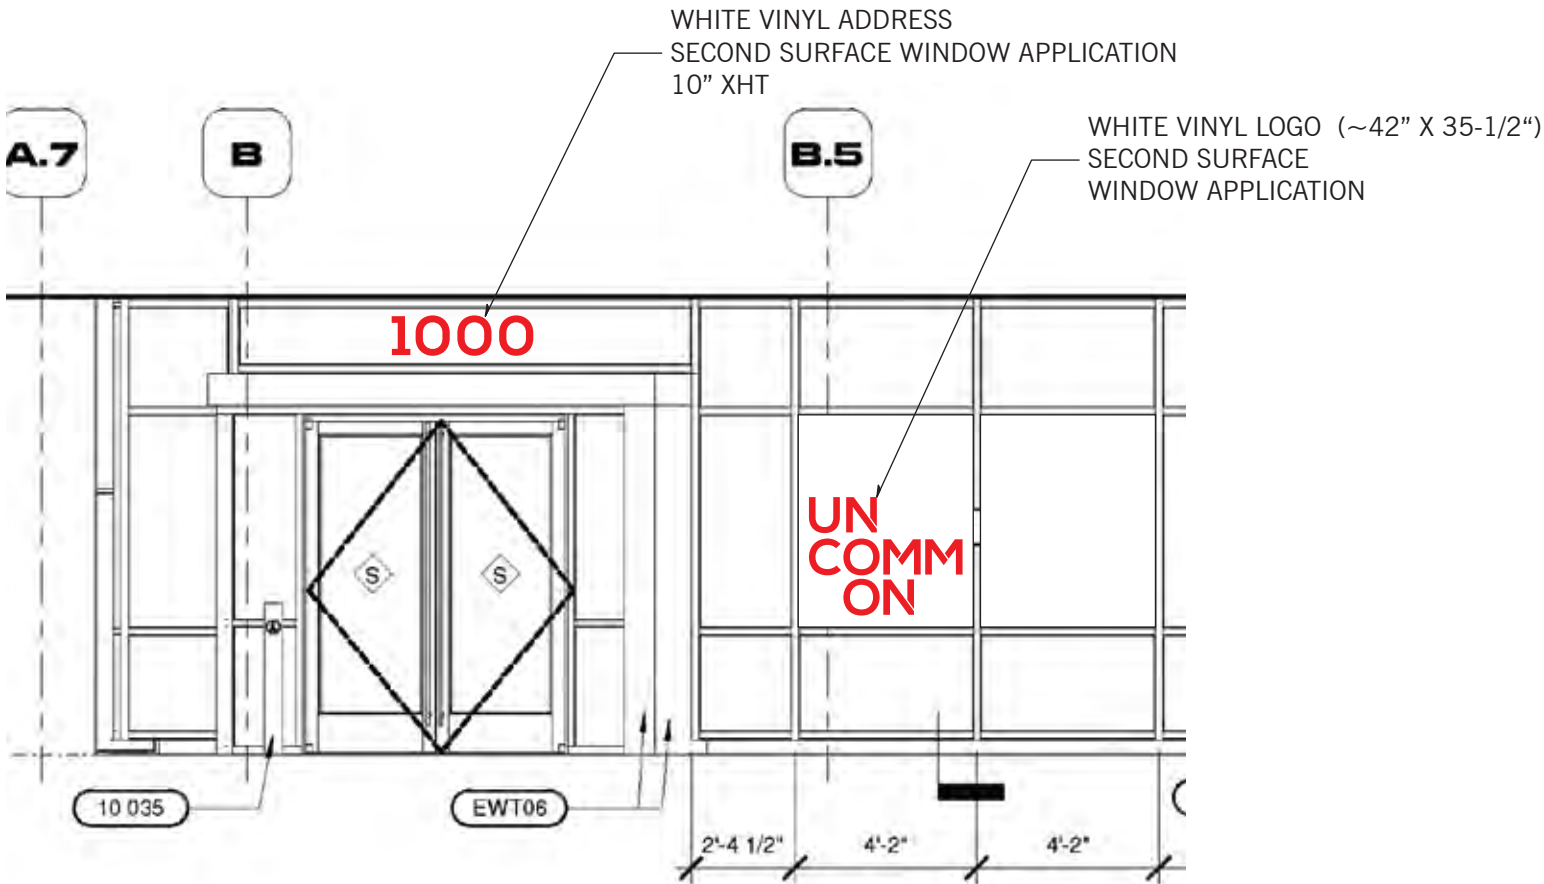 WHITE VINYL ADDRESS
SECOND SURFACE WINDOW APPLICATION
10” XHT
WHITE VINYL LOGO (~42” X 35-1/2“)
SECOND SURFACE
WINDOW APPLICATION
A.7
B
B.5
1000
UN
COMM
ON
S
S
10 035
EWT06
2'-4 1/2"
4'-2"
4'-2"